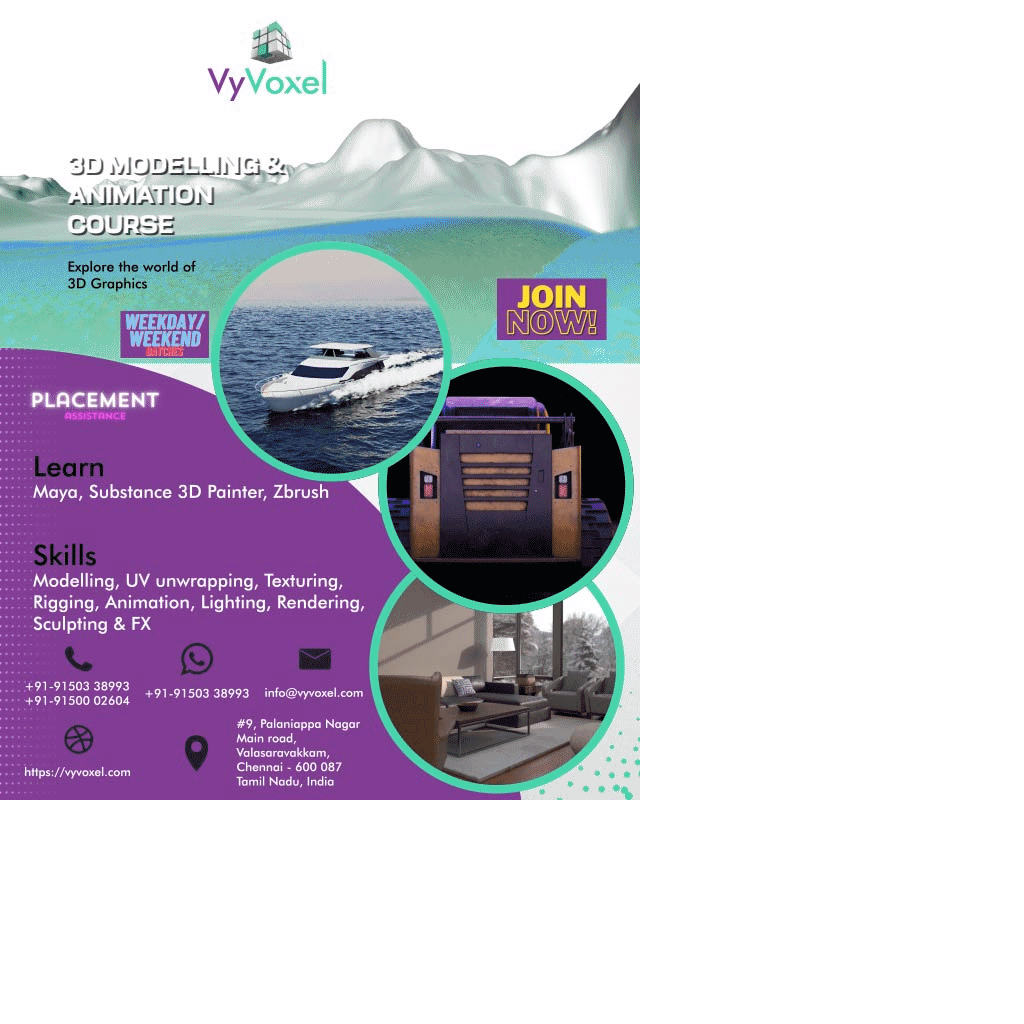 VyVoxel
3D MODELLING &
ANIMATION
COURSE
Explore the world of
3D Graphics
JOIN
NOW!
WEEKDAY/
WEEKEND
BATCHES
PLACEMENT
ASSISTANCE
Learn
Maya, Substance 3D Painter, Zbrush
Skills
Modelling, UV unwrapping, Texturing,
Rigging, Animation, Lighting, Rendering,
Sculpting & FX
+91-91503 38993
+91-91500 02604
+91-91503 38993
info@vyvoxel.com
https://vyvoxel.com
#9, Palaniappa Nagar
Main road,
Valasaravakkam,
Chennai - 600 087
Tamil Nadu, India